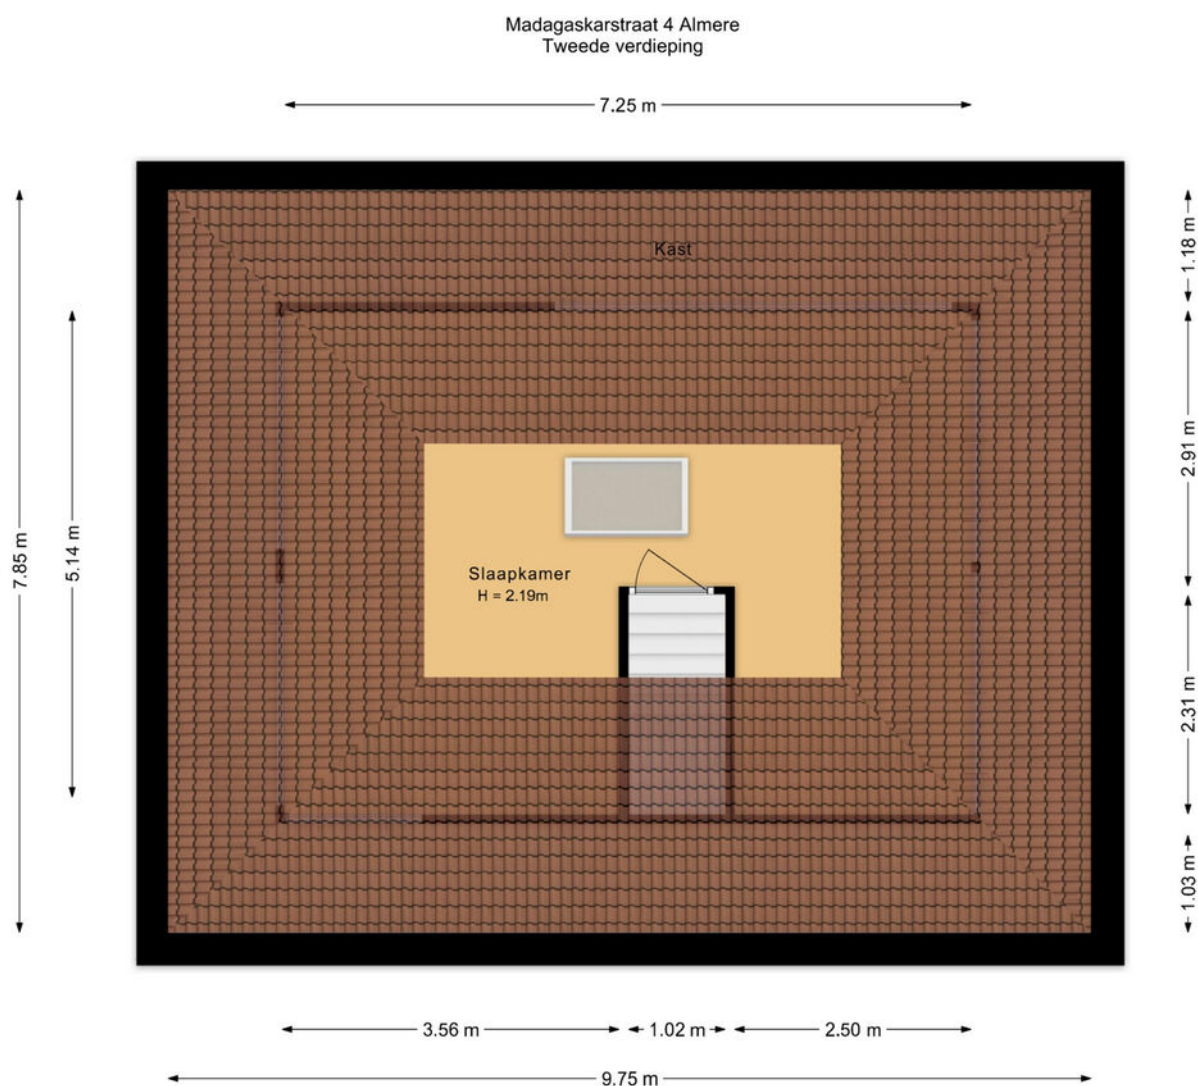 Madagaskarstraat 4 Almere
Tweede verdieping
7.25 m
Kast
1.18 m
7.85 m
5.14 m
2.91 m
Slaapkamer
H = 2.19m
2.31 m
1.03 m
3.56 m
1.02 m
2.50 m
9.75 m